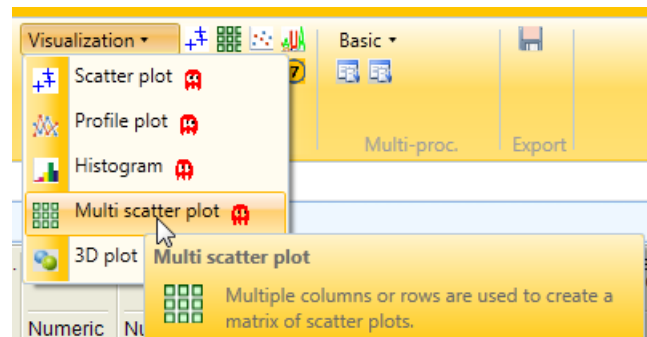 Visualization
Basic
7
Scatter plot
Profile plot
Histogram
Multi-proc.
Export
Multi scatter plot
3D plot
Multi scatter plot
Multiple columns or rows are used to create a
matrix of scatter plots.
Numeric